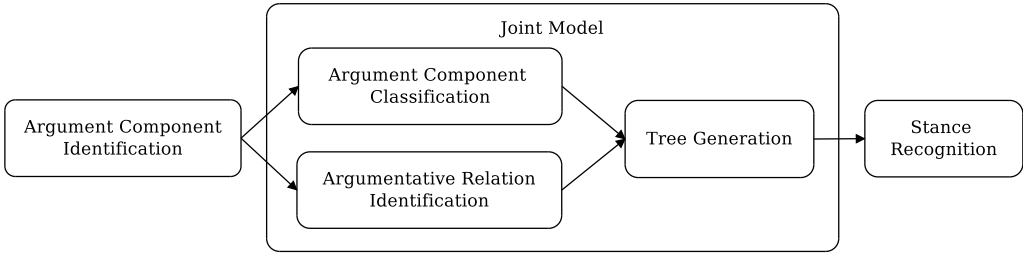 Joint Model
Argument Component
Identification
Argument Component
Classification
Argumentative Relation
Identification
Tree Generation
Stance
Recognition